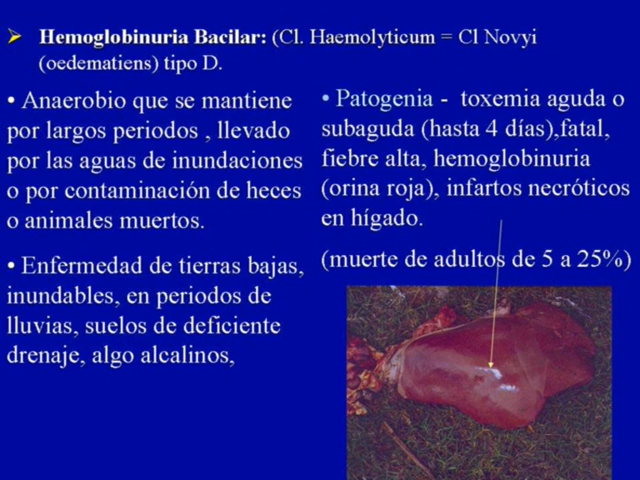 ➢ Hemoglobinuria Bacilar: (Cl. Haemolyticum = Cl Novyi
(oedematiens) tipo D.
• Anaerobio que se mantiene
por largos periodos , llevado
por las aguas de inundaciones
o por contaminación de heces
o animales muertos.
• Enfermedad de tierras bajas,
inundables, en periodos de
lluvias, suelos de deficiente
drenaje, algo alcalinos,
• Patogenia - toxemia aguda o
subaguda (hasta 4 días),fatal,
fiebre alta, hemoglobinuria
(orina roja), infartos necróticos
en hígado.
(muerte de adultos de 5 a 25%)